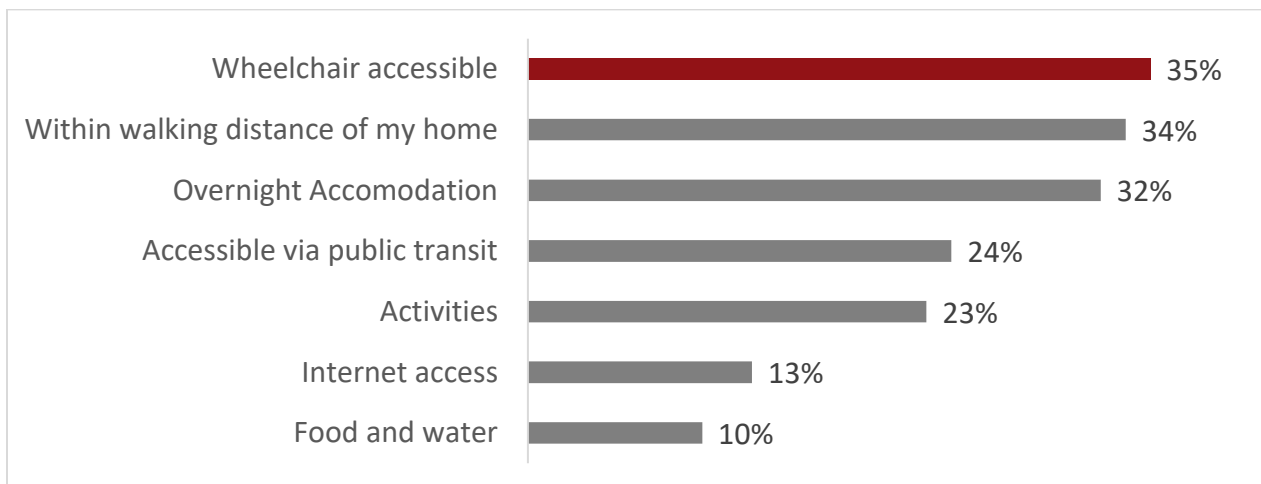 Wheelchair accessible 35%
Within walking distance of my home 34%
Overnight Accomodation 32%
Accessible via public transit 24%
Activities 23%
Internet access 13%
Food and water 10%